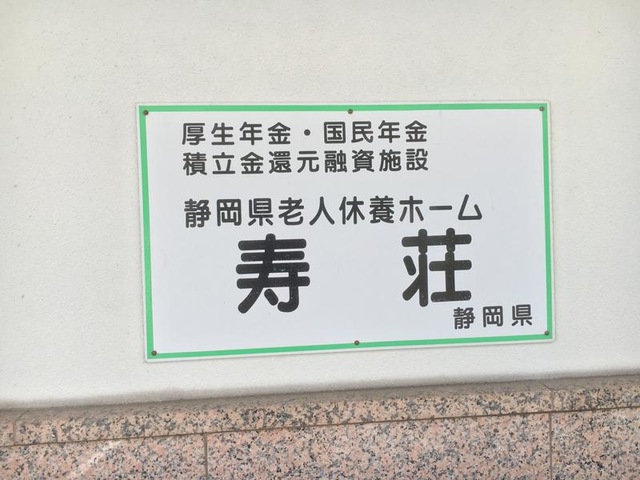 厚生年金・国民年金
積立金還元融資施設
静岡県老人休養ホーム
寿 荘
静岡県